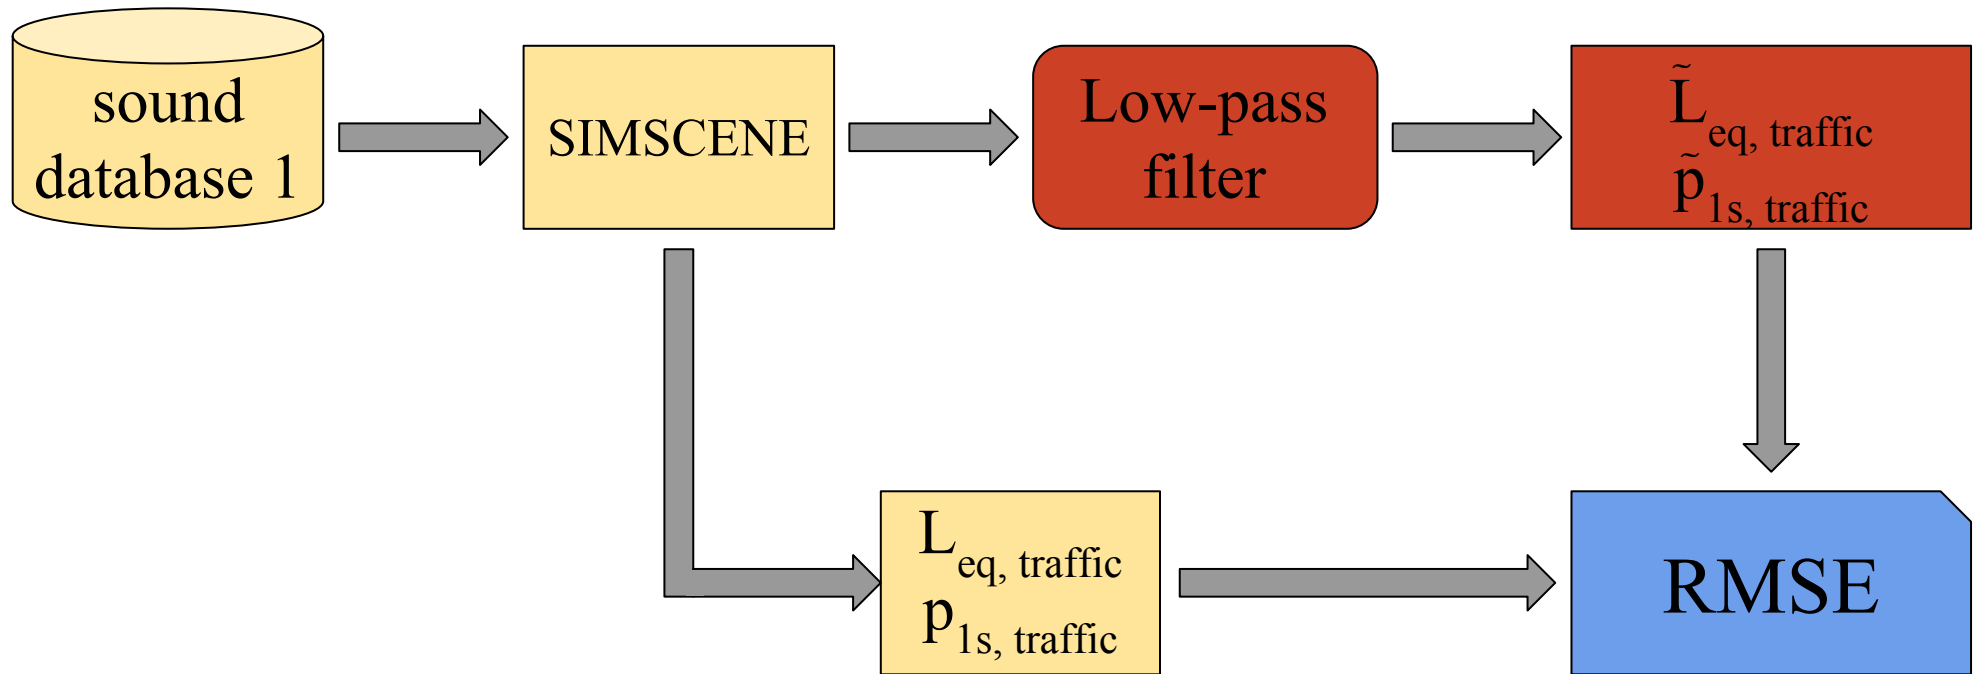 sound
database 1
SIMSCENE
Low-pass
filter
L̃eq, traffic
p̃1s, traffic
Leq, traffic
p1s, traffic
RMSE